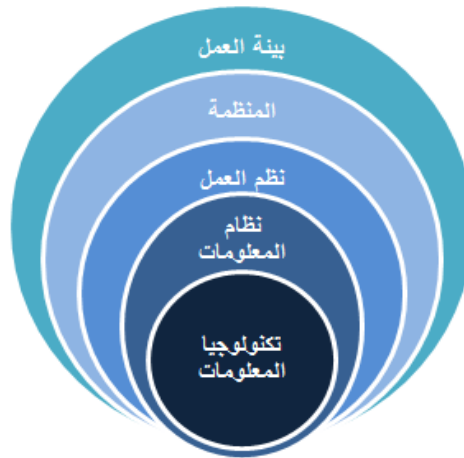 بيئة العمل
المنظمة
نظم العمل
نظام
المعلومات
تكنولوجيا
المعلومات